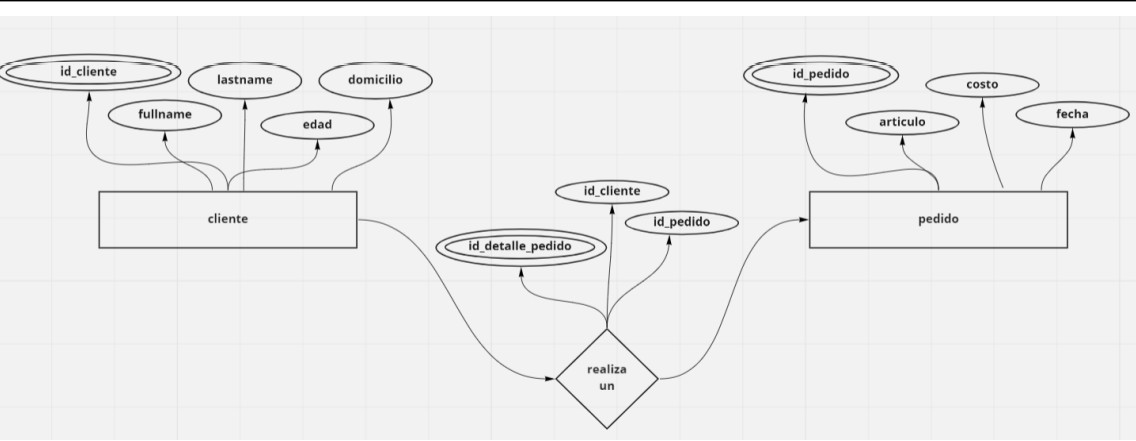 id_cliente
lastname
domicilio
fullname
edad
cliente
id_pedido
costo
articulo
fecha
pedido
id_cliente
id_pedido
id_detalle_pedido
realiza
un